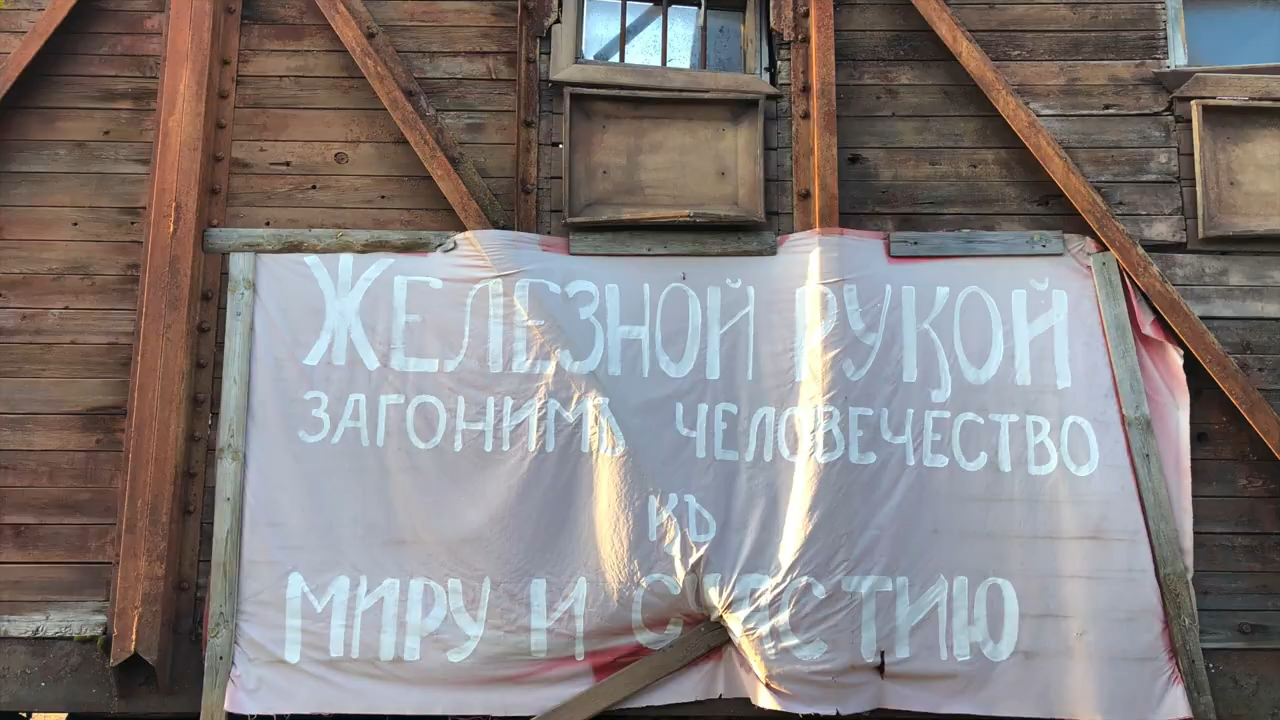 ЖЕЛЕЗНОЙ РУКОЙ
ЗАГОНИМЪ ЧЕЛОВЕЧЕСТВО
КЪ
МИРУ И СЧАСТИЮ